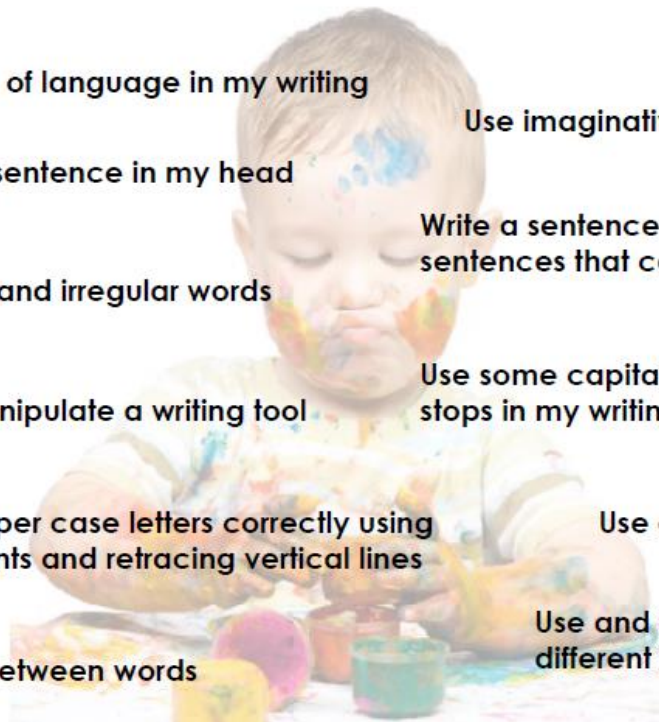 of language in my writing
Use imaginati
sentence in my head
Write a sentence
sentences that c
and irregular words
Use some capita
nipulate a writing tool
stops in my writin
per case letters correctly using
Use
nts and retracing vertical lines
Use and
etween words
different